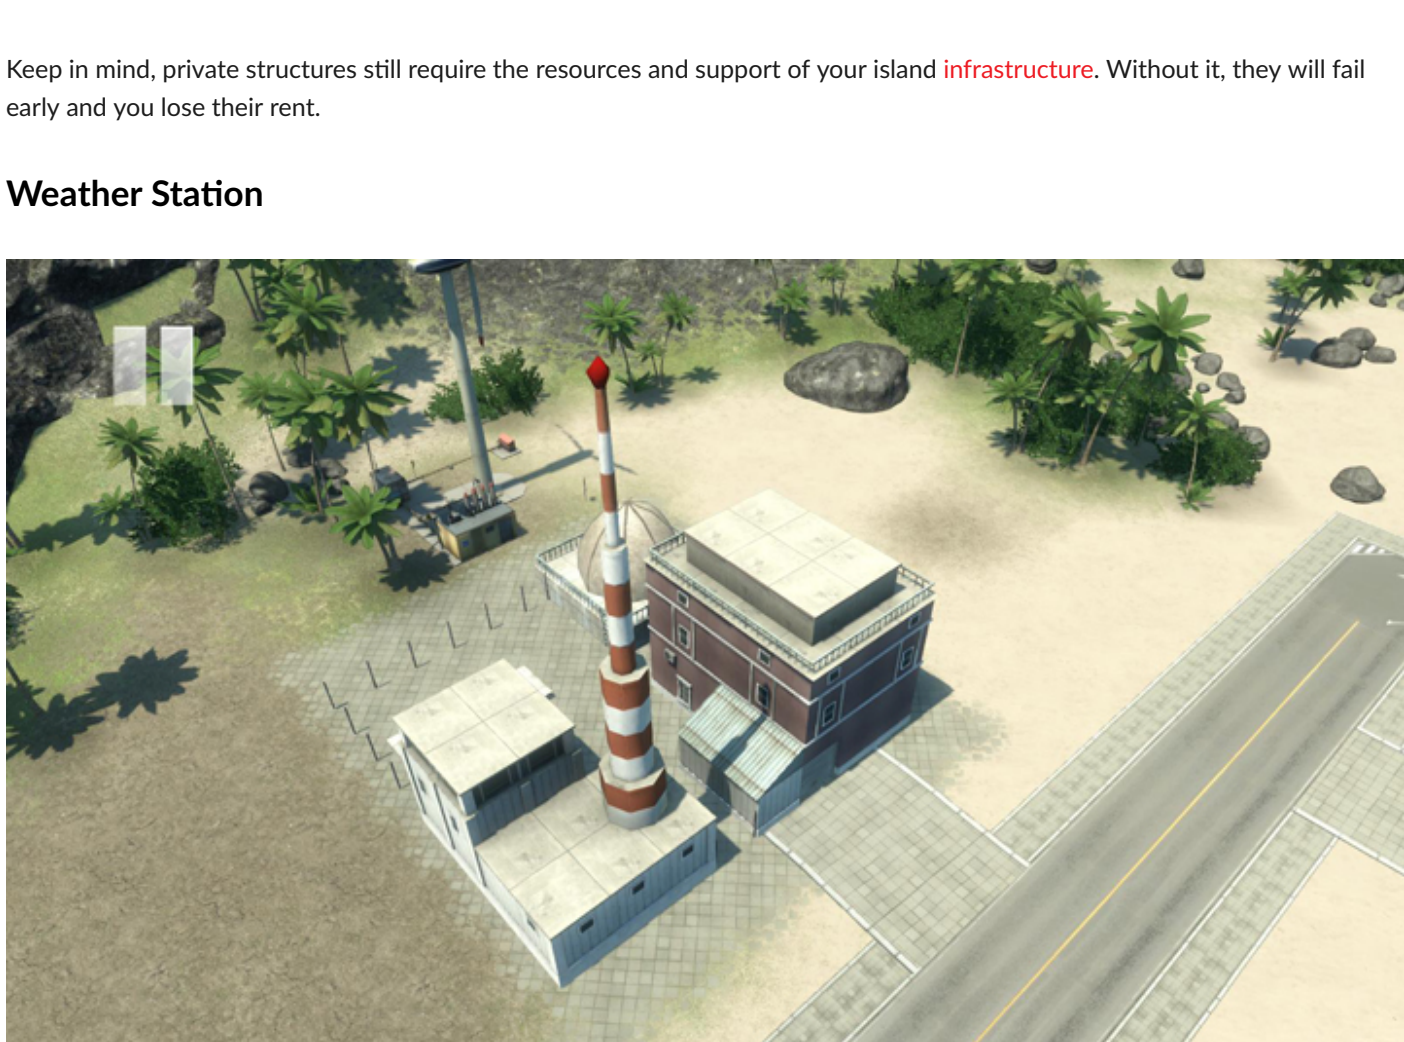 Keep in mind, private structures still require the resources and support of your island infrastructure. Without it, they will fail
early and you lose their rent.
Weather Station